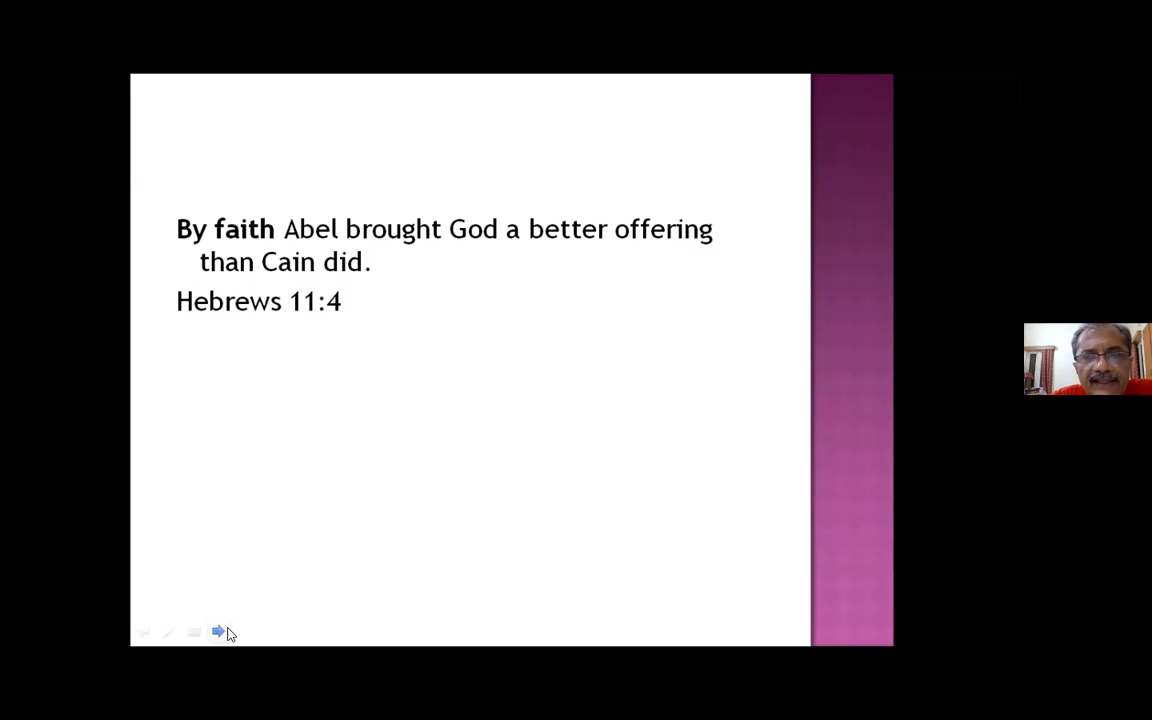 By faith Abel brought God a better offering
than Cain did.
Hebrews 11:4